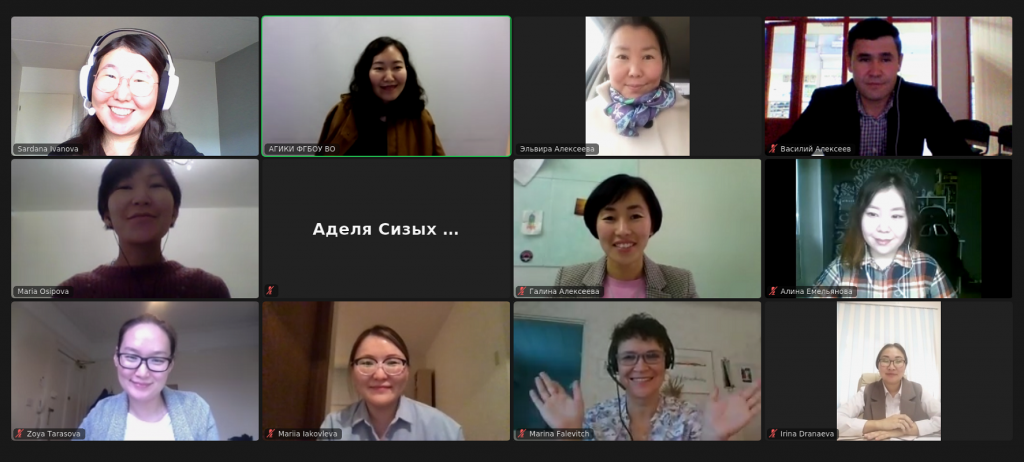 Sardana Ivanova
АГИКИ ФГБОУ ВО
Эльвира Алексеева
Василий Алексеев
Maria Osipova
Аделя Сизых ...
Галина Алексеева
Алина Емельянова
Zoya Tarasova
Mariia Iakovleva
Marina Falevitch
Irina Dranaeva